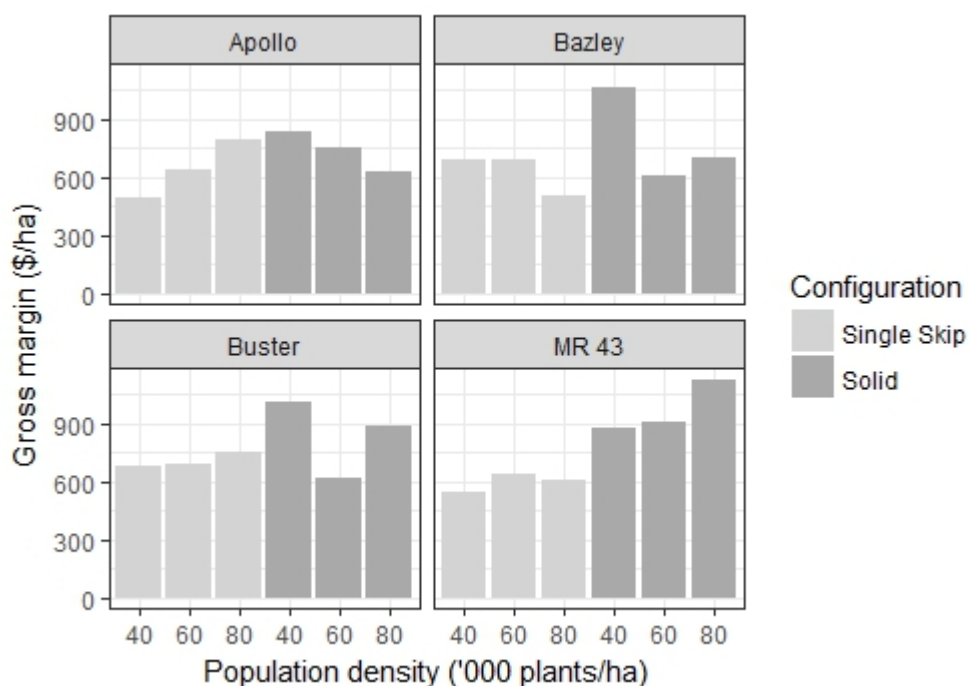 Apollo
Bazley
900
600
300
0
Buster
MR 43
900
600
300
0
40 60 80 40 60 80
40 60 80 40 60 80
Population density ('000 plants/ha)
Gross margin ($/ha)
Configuration
Single Skip
Solid